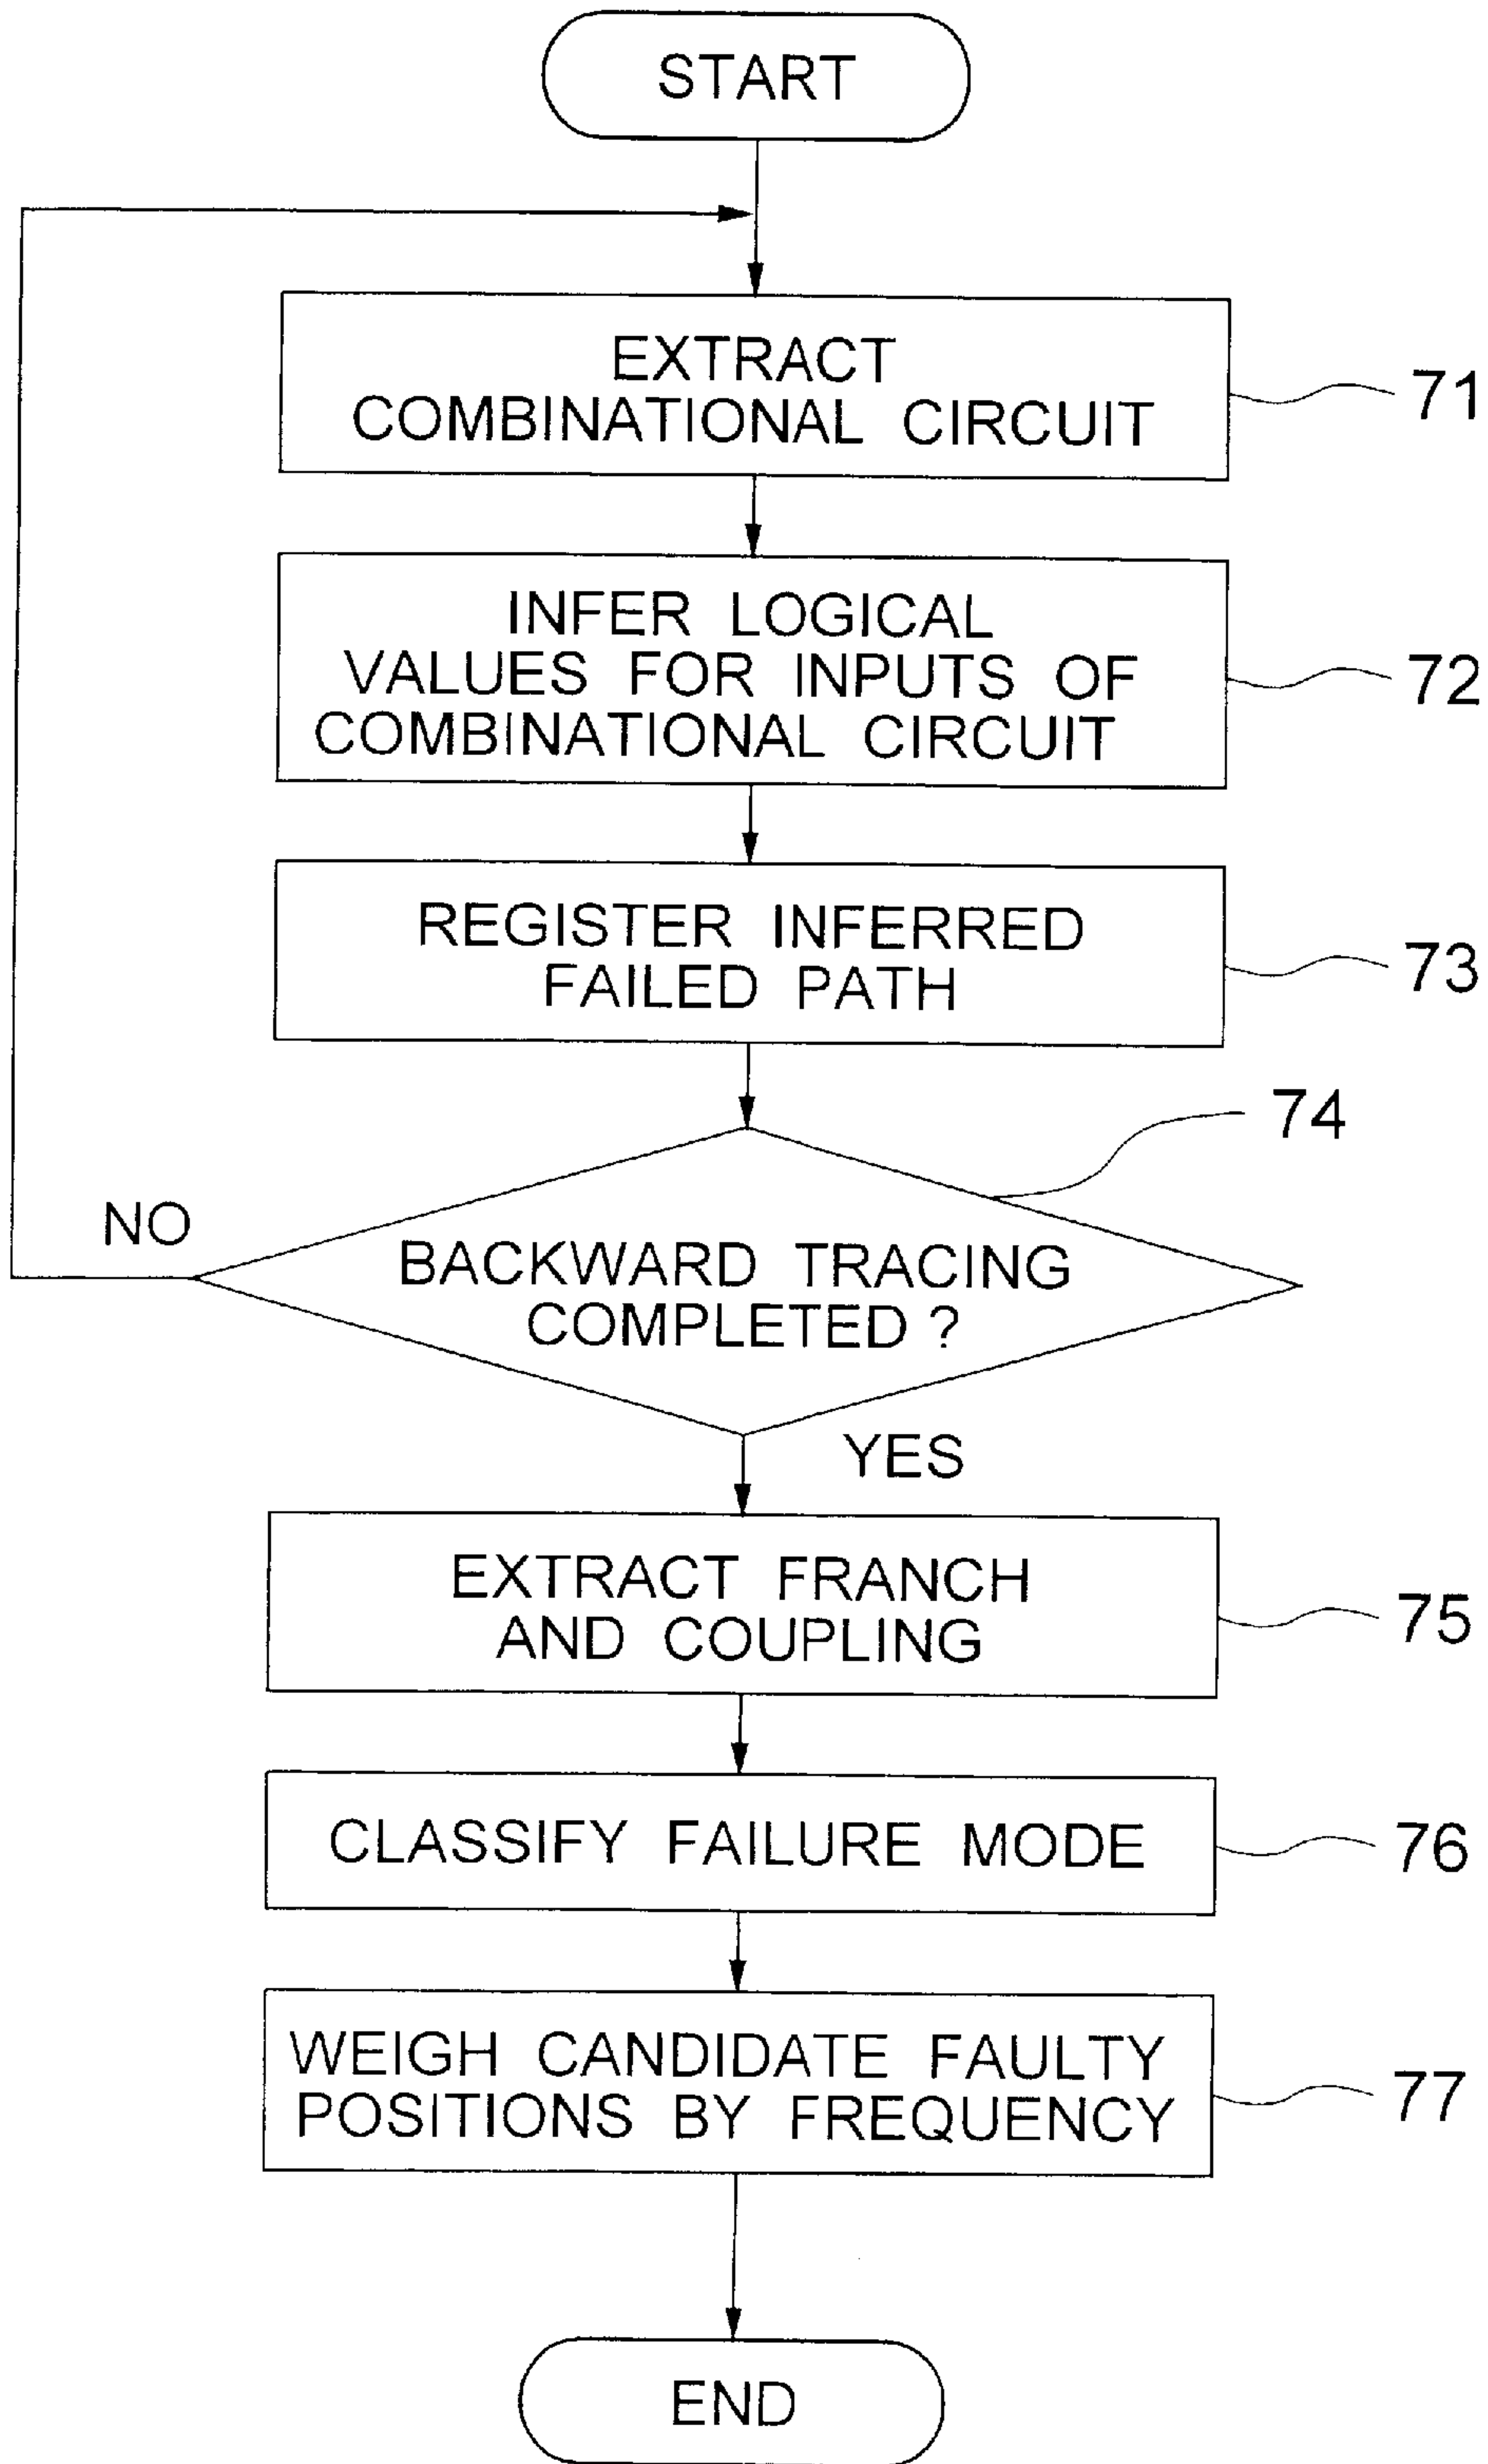 START
EXTRACT
COMBINATIONAL CIRCUIT
71
INFER LOGICAL
VALUES FOR INPUTS OF
COMBINATIONAL CIRCUIT
72
REGISTER INFERRED
FAILED PATH
73
74
NO
BACKWARD TRACING
COMPLETED ?
YES
EXTRACT FRANCH
AND COUPLING
75
CLASSIFY FAILURE MODE
76
WEIGH CANDIDATE FAULTY
POSITIONS BY FREQUENCY
77
END